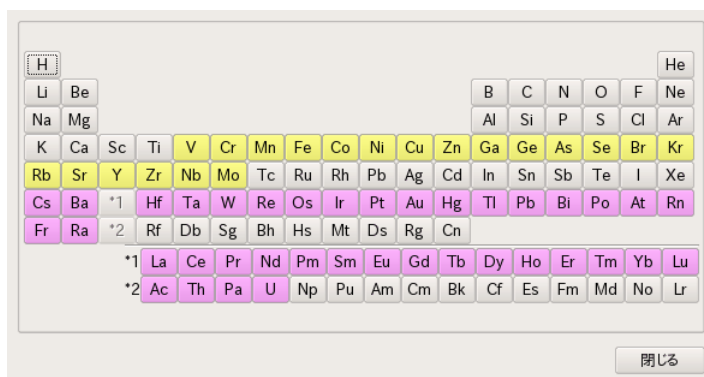 H He
Li Be B C N O F Ne
Na Mg Al Si P S Cl Ar
K Ca Sc Ti V Cr Mn Fe Co Ni Cu Zn Ga Ge As Se Br Kr
Rb Sr Y Zr Nb Mo Tc Ru Rh Pb Ag Cd In Sn Sb Te I Xe
Cs Ba *1 Hf Ta W Re Os Ir Pt Au Hg Tl Pb Bi Po At Rn
Fr Ra *2 Rf Db Sg Bh Hs Mt Ds Rg Cn
*1 La Ce Pr Nd Pm Sm Eu Gd Tb Dy Ho Er Tm Yb Lu
*2 Ac Th Pa U Np Pu Am Cm Bk Cf Es Fm Md No Lr
閉じる